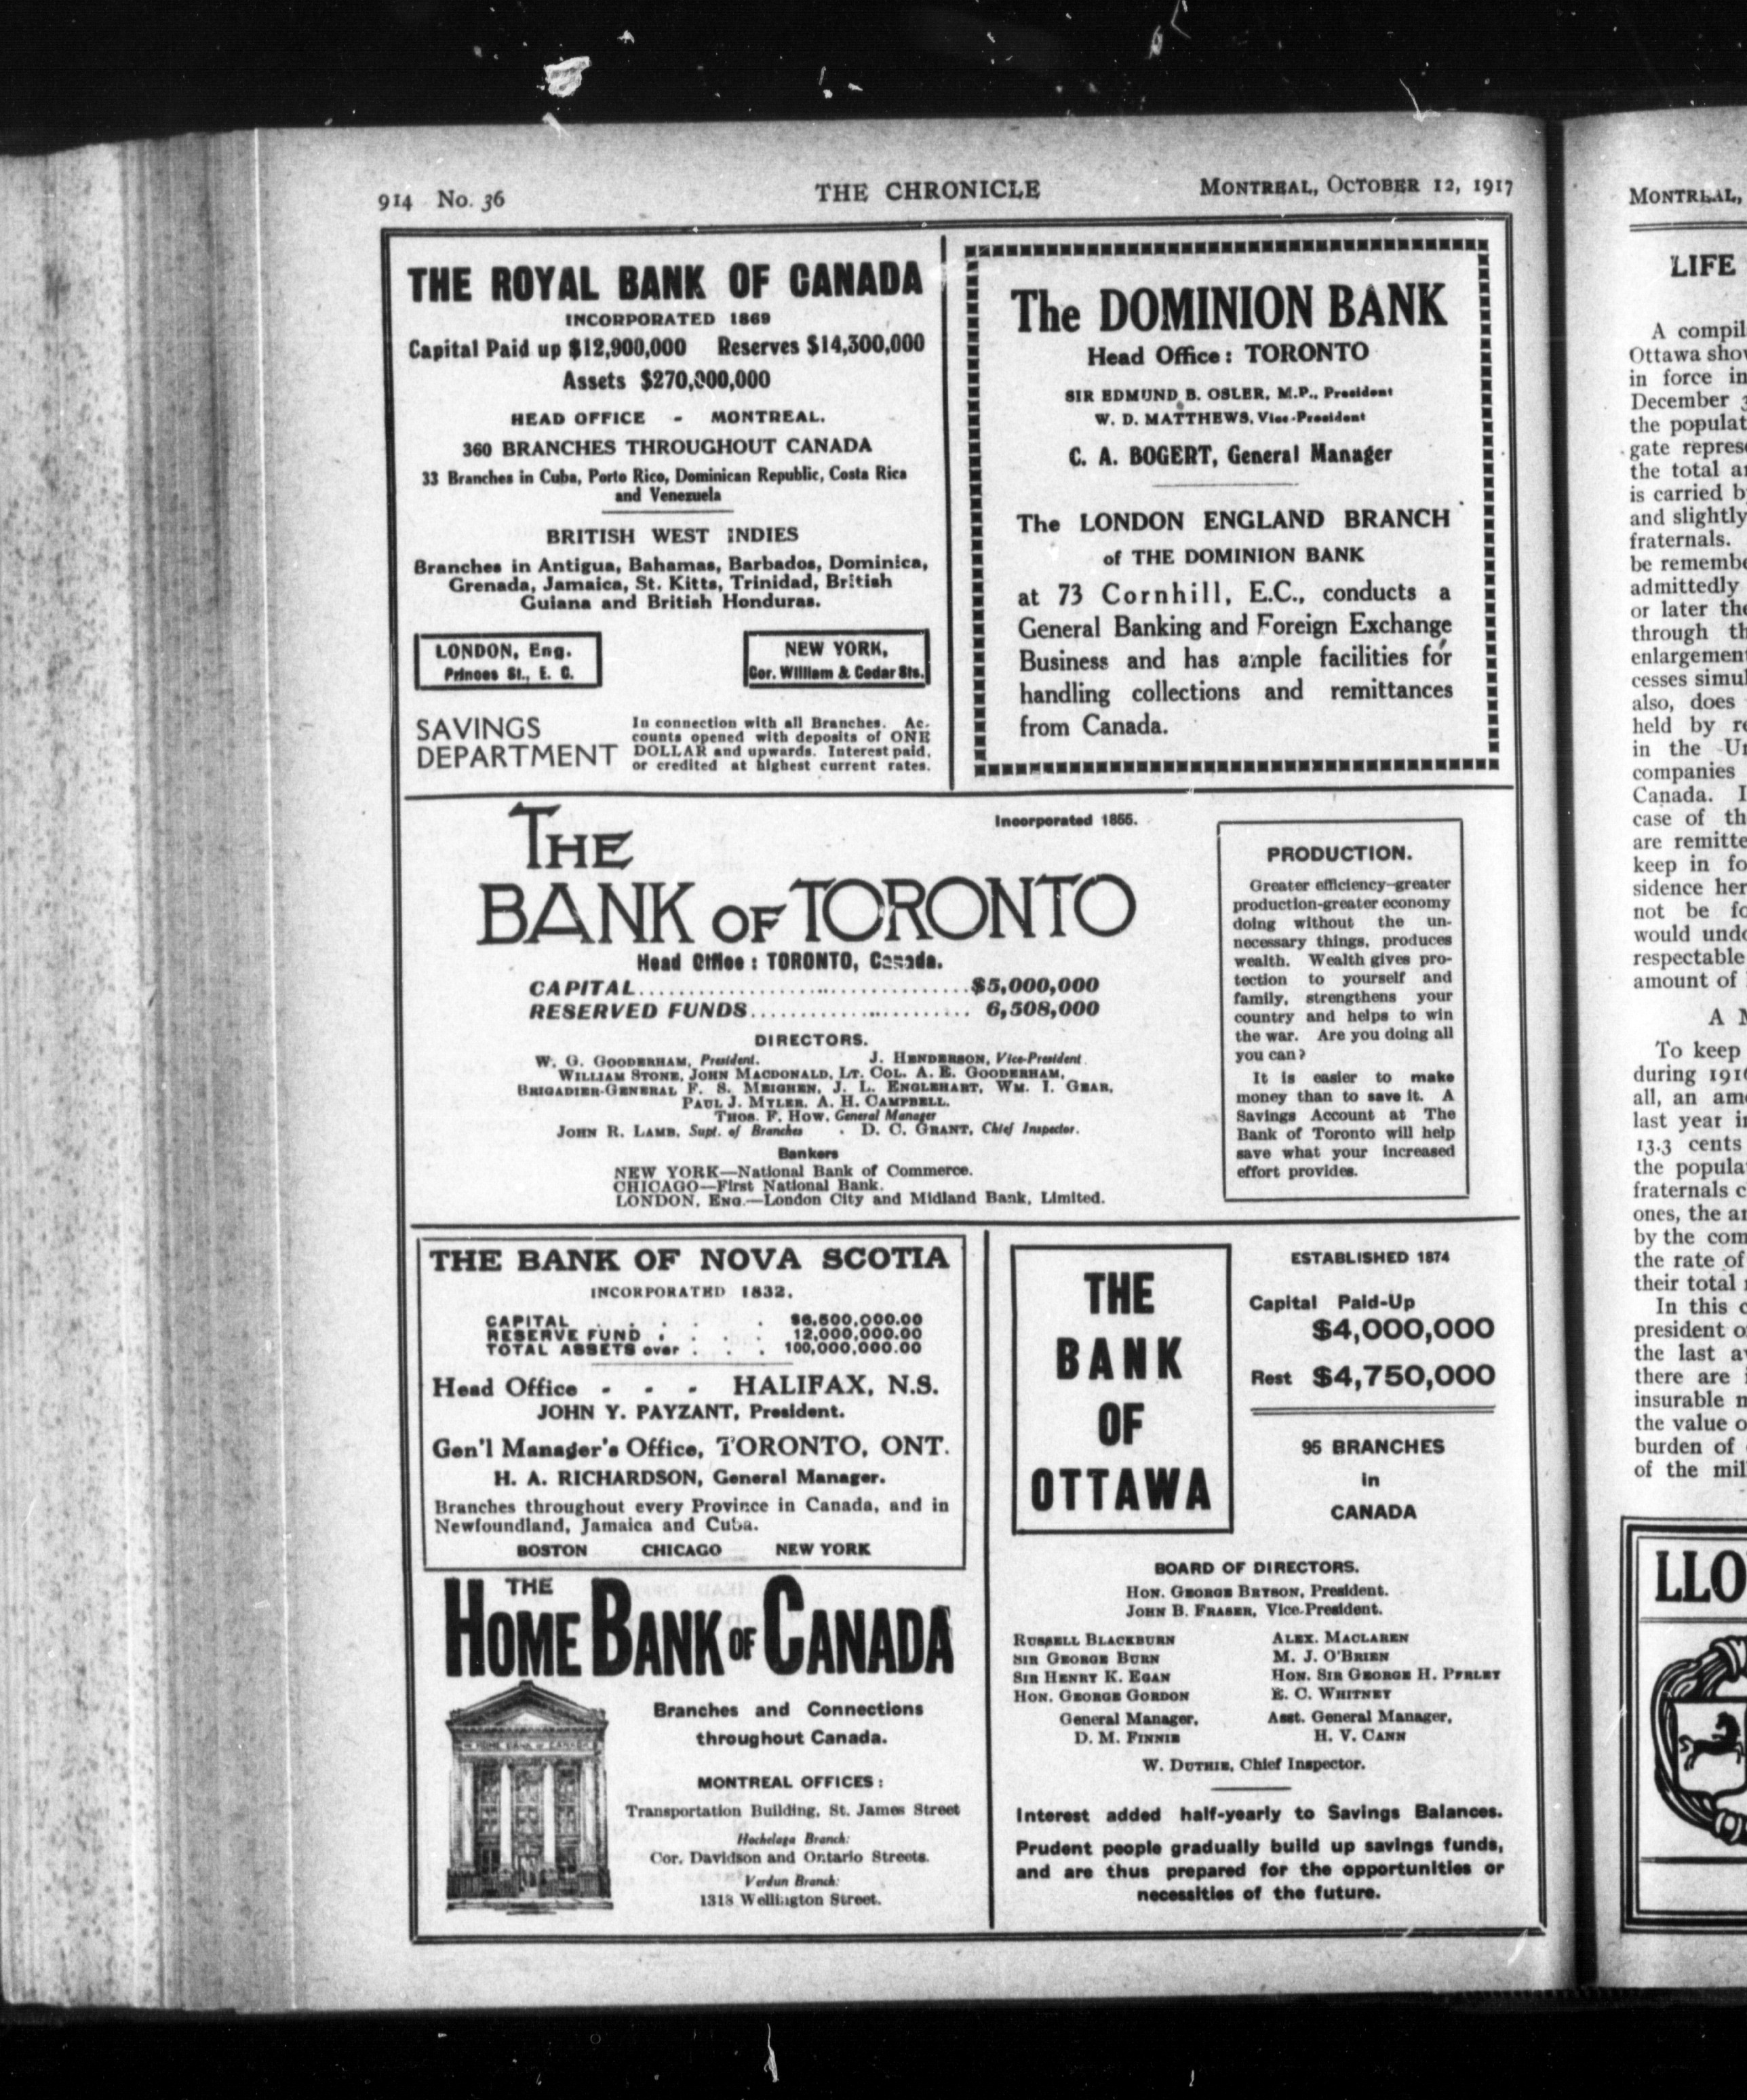 914 No. 36
THE CHRONICLE
MONTREAL, OCTOBER 12, 1917
THE ROYAL BANK OF CANADA
INCORPORATED 1869
Capital Paid up $12,900,000 Reserves $14,300,000
Assets $270,000,000
HEAD OFFICE - MONTREAL.
360 BRANCHES THROUGHOUT CANADA
33 Branches in Cuba, Porto Rico, Dominican Republic, Costa Rica
and Venezuela
BRITISH WEST INDIES
Branches in Antigua, Bahamas, Barbados, Dominica,
Grenada, Jamaica, St. Kitts, Trinidad, British
Guiana and British Honduras.
LONDON, Eng.
Princes St., E. C.
NEW YORK,
Cor. William & Cedar Sts.
SAVINGS
DEPARTMENT
In connection with all Branches. Ac-
counts opened with deposits of ONE
DOLLAR and upwards. Interest paid,
or credited at highest current rates.
The DOMINION BANK
Head Office: TORONTO
SIR EDMUND B. OSLER, M.P., President
W. D. MATTHEWS, Vice-President
C. A. BOGERT, General Manager
The LONDON ENGLAND BRANCH
of THE DOMINION BANK
at 73 Cornhill, E.C., conducts a
General Banking and Foreign Exchange
Business and has ample facilities for
handling collections and remittances
from Canada.
THE
BANK OF TORONTO
Incorporated 1855.
Head Office: TORONTO, Canada.
CAPITAL........................................$5,000,000
RESERVED FUNDS.......................... 6,508,000
DIRECTORS.
W. G. GOODERHAM, President. J. HENDERSON, Vice-President
WILLIAM STONE, JOHN MACDONALD, LT. COL. A. E. GOODERHAM,
BRIGADIER-GENERAL F. S. MEIGHEN, J. L. ENGLEHART, WM. I. GEAR,
PAUL J. MYLER, A. H. CAMPBELL.
THOS. F. HOW, General Manager
JOHN R. LAMB, Supt. of Branches . D. C. GRANT, Chief Inspector.
Bankers
NEW YORK—National Bank of Commerce.
CHICAGO—First National Bank.
LONDON, ENG.—London City and Midland Bank, Limited.
PRODUCTION.
Greater efficiency-greater
production-greater economy
doing without the un-
necessary things, produces
wealth. Wealth gives pro-
tection to yourself and
family, strengthens your
country and helps to win
the war. Are you doing all
you can?
It is easier to make
money than to save it. A
Savings Account at The
Bank of Toronto will help
save what your increased
effort provides.
THE BANK OF NOVA SCOTIA
INCORPORATED 1832.
CAPITAL . . . . . $6,500,000.00
RESERVE FUND . . . . 12,000,000.00
TOTAL ASSETS over . . . 100,000,000.00
Head Office - - - HALIFAX, N.S.
JOHN Y. PAYZANT, President.
Gen'l Manager's Office, TORONTO, ONT.
H. A. RICHARDSON, General Manager.
Branches throughout every Province in Canada, and in
Newfoundland, Jamaica and Cuba.
BOSTON CHICAGO NEW YORK
THE
HOME BANK OF CANADA
Branches and Connections
throughout Canada.
MONTREAL OFFICES:
Transportation Building, St. James Street
Hochelaga Branch:
Cor. Davidson and Ontario Streets.
Verdun Branch:
1318 Wellington Street.
THE
BANK
OF
OTTAWA
ESTABLISHED 1874
Capital Paid-Up
$4,000,000
Rest $4,750,000
95 BRANCHES
in
CANADA
BOARD OF DIRECTORS.
HON. GEORGE BRYSON, President.
JOHN B. FRASER, Vice-President.
RUSSELL BLACKBURN
SIR GEORGE BURN
SIR HENRY K. EGAN
HON. GEORGE GORDON
ALEX. MACLAREN
M. J. O'BRIEN
HON. SIR GEORGE H. PERLEY
E. C. WHITNEY
General Manager,
D. M. FINNIE
Asst. General Manager,
H. V. CANN
W. DUTHIE, Chief Inspector.
Interest added half-yearly to Savings Balances.
Prudent people gradually build up savings funds,
and are thus prepared for the opportunities or
necessities of the future.
MONTREAL,
LIFE
A
Ottawa
in force in
December
the
gate
the total
is carried
and slightly
fraternals.
be
admittedly
or later
through
enlargement
cesses
also, does
held by
in the
companies
Canada.
case of
are
keep in
sidence
not be
would
respectable
amount of
A
To keep
during
all, an
last year
13.3 cents
the
fraternals
ones, the
by the
the rate of
their total
In this
president
the last
there are
insurable
the value
burden of
of the